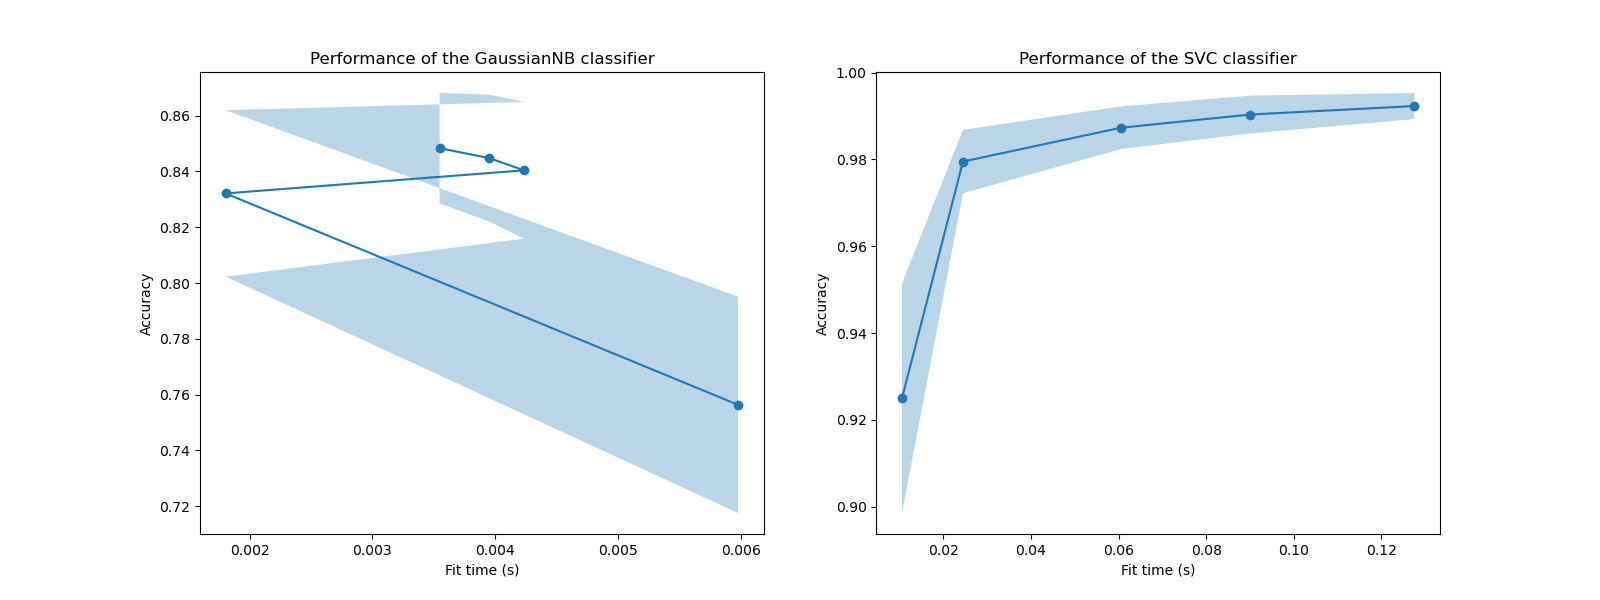 Performance of the GaussianNB classifier
0.86
0.84
0.82
0.80
0.78
0.76
0.74
0.72
Accuracy
0.002 0.003 0.004 0.005 0.006
Fit time (s)
Performance of the SVC classifier
1.00
0.98
0.96
0.94
0.92
0.90
Accuracy
0.02 0.04 0.06 0.08 0.10 0.12
Fit time (s)